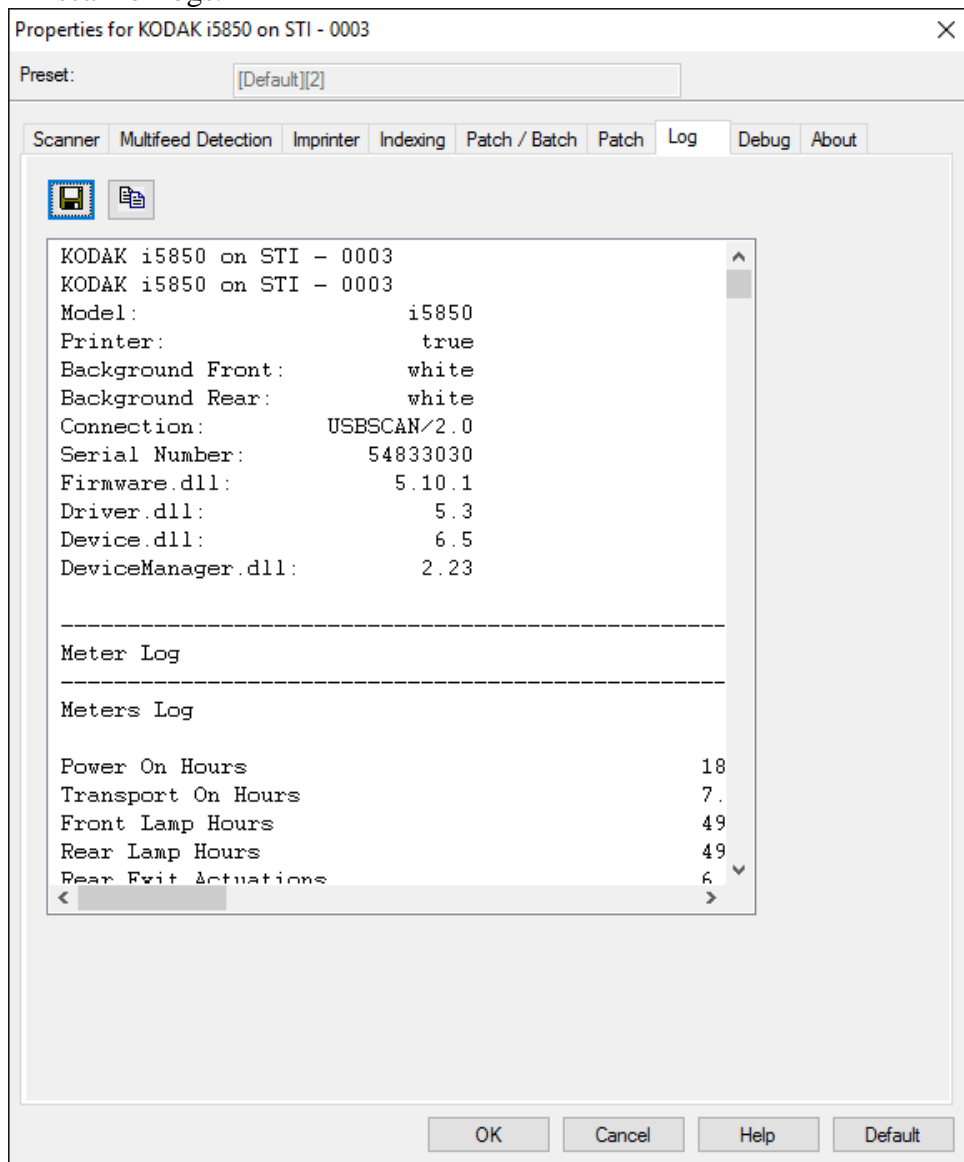 Properties for KODAK i5850 on STI - 0003
Preset: [Default][2]
Scanner Multifeed Detection Imprinter Indexing Patch / Batch Patch Log Debug About
KODAK i5850 on STI - 0003
KODAK i5850 on STI - 0003
Model: i5850
Printer: true
Background Front: white
Background Rear: white
Connection: USBSCAN/2.0
Serial Number: 54833030
Firmware.dll: 5.10.1
Driver.dll: 5.3
Device.dll: 6.5
DeviceManager.dll: 2.23
--------------------------------------------------
Meter Log
--------------------------------------------------
Meters Log
Power On Hours 18
Transport On Hours 7.
Front Lamp Hours 49
Rear Lamp Hours 49
Rear Exit Actuations 6
OK Cancel Help Default